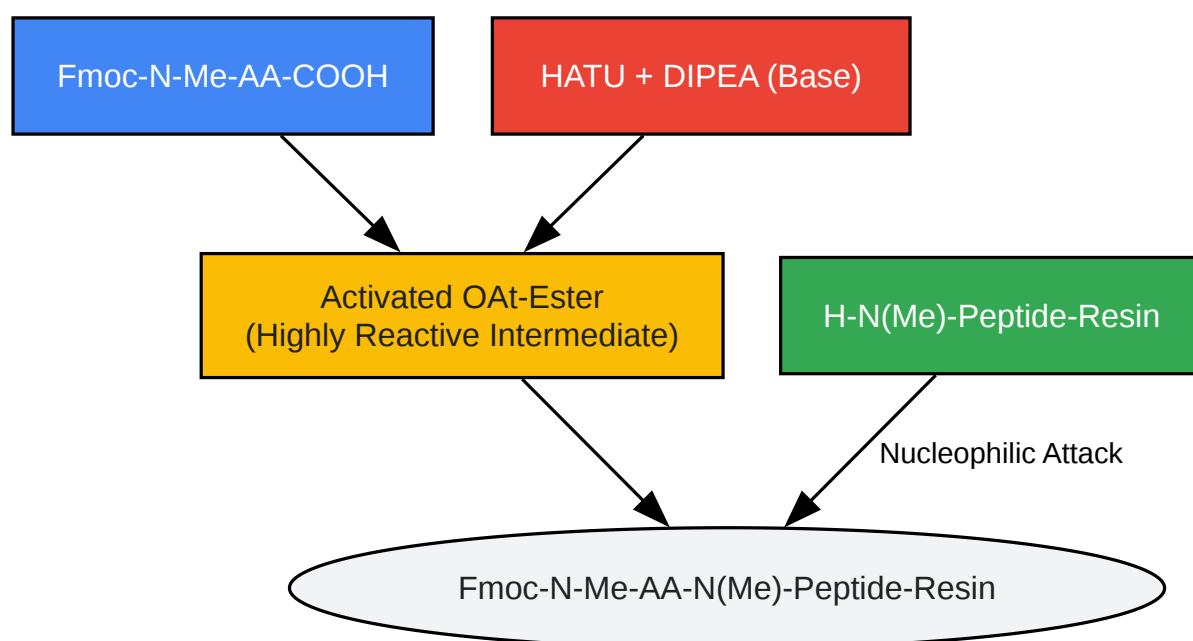 Fmoc-N-Me-AA-COOH
HATU + DIPEA (Base)
Activated OAt-Ester
(Highly Reactive Intermediate)
H-N(Me)-Peptide-Resin
Nucleophilic Attack
Fmoc-N-Me-AA-N(Me)-Peptide-Resin